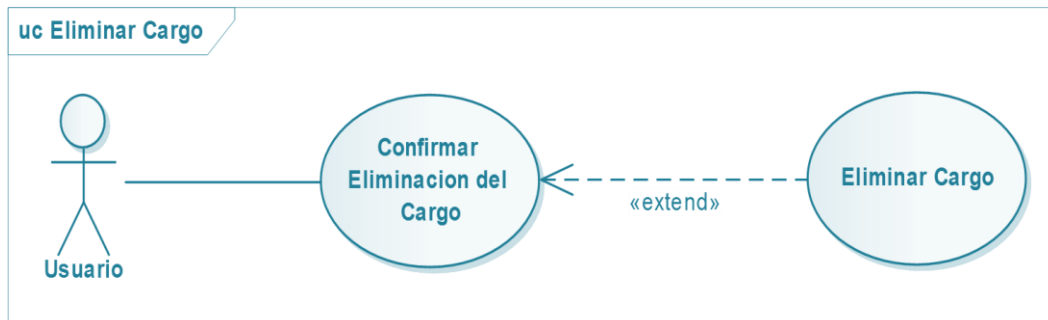 uc Eliminar Cargo
Confirmar
Eliminacion del
Cargo
«extend»
Eliminar Cargo
Usuario